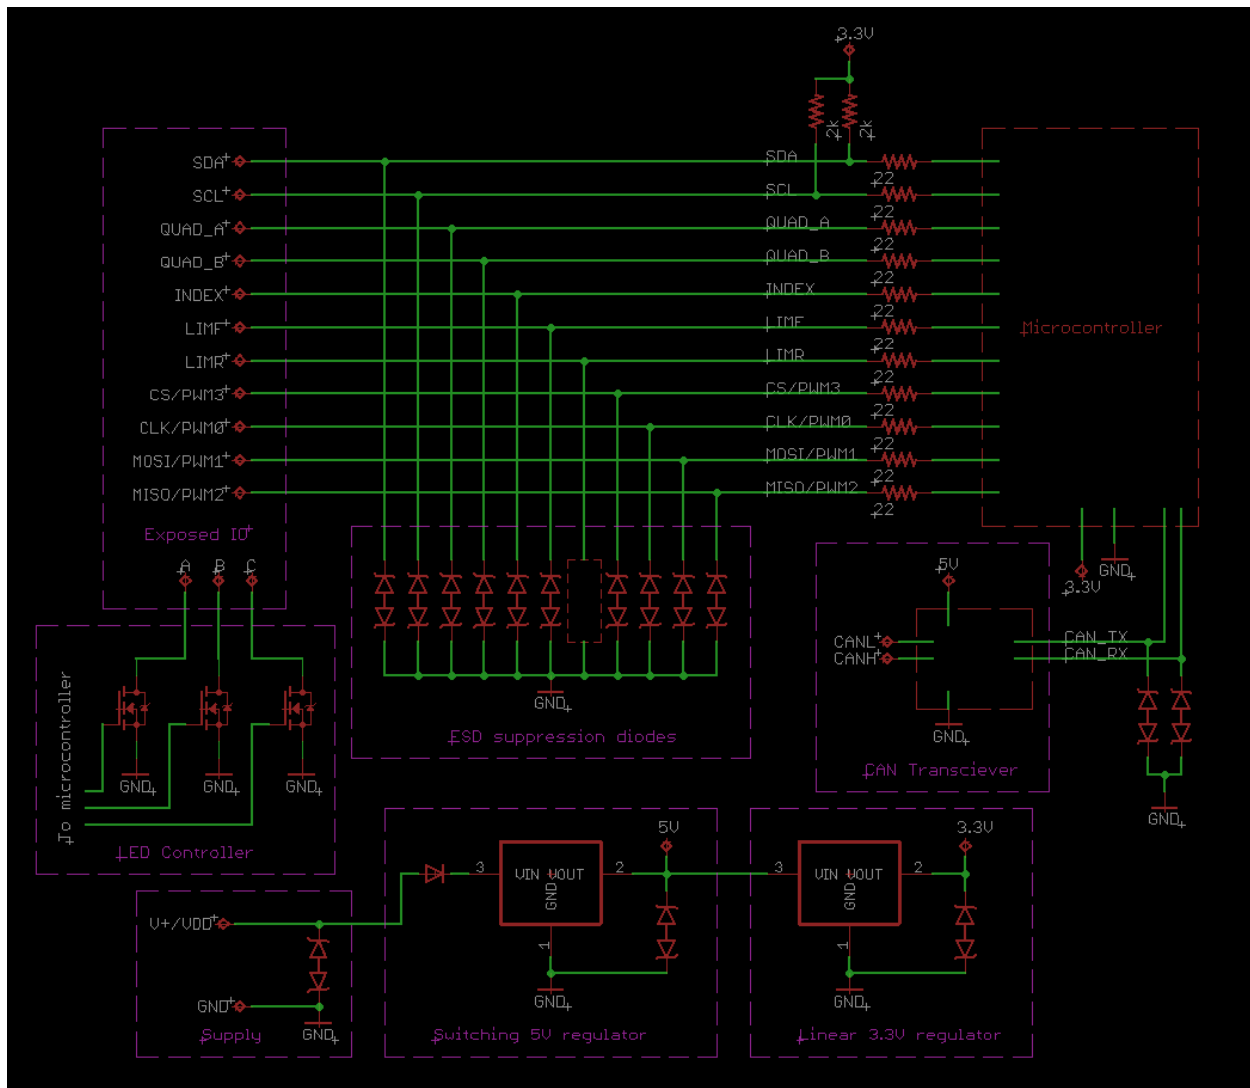 3.3V
2k 2k
SDA SDA
22
SCL SCL
22
QUAD_A QUAD_A
22
QUAD_B QUAD_B
22
INDEX INDEX
22
LIMF LIMF
22
Microcontroller
LIMR LIMR
22
CS/PWM3 CS/PWM3
22
CLK/PWM0 CLK/PWM0
22
MOSI/PWM1 MOSI/PWM1
22
MISO/PWM2 MISO/PWM2
22
Exposed IO
A B C
5V
GND
3.3V
CANL
CANH
CAN_TX
CAN_RX
GND
GND
ESD suppression diodes
CAN Transciever
GND
To microcontroller
GND GND GND
LED Controller
5V
3 VIN VOUT 2
GND
1
GND
Switching 5V regulator
3.3V
3 VIN VOUT 2
GND
1
GND
Linear 3.3V regulator
V+/VDD
GND
GND
Supply